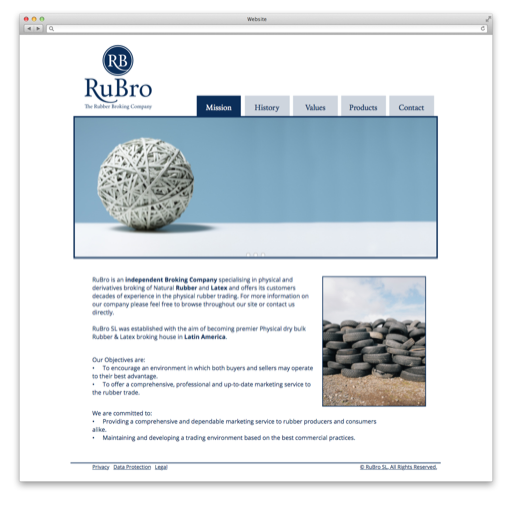 Website
RB
RuBro
The Rubber Broking Company
Mission History Values Products Contact
RuBro is an Independent Broking Company specialising in physical and
derivatives broking of Natural Rubber and Latex and offers its customers
decades of experience in the physical rubber trading. For more information on
our company please feel free to browse throughout our site or contact us
directly.
RuBro SL was established with the aim of becoming premier Physical dry bulk
Rubber & Latex broking house in Latin America.
Our Objectives are:
• To encourage an environment in which both buyers and sellers may operate
to their best advantage.
• To offer a comprehensive, professional and up-to-date marketing service to
the rubber trade.
We are committed to:
• Providing a comprehensive and dependable marketing service to rubber producers and consumers
alike.
• Maintaining and developing a trading environment based on the best commercial practices.
Privacy Data Protection Legal © RuBro SL. All Rights Reserved.